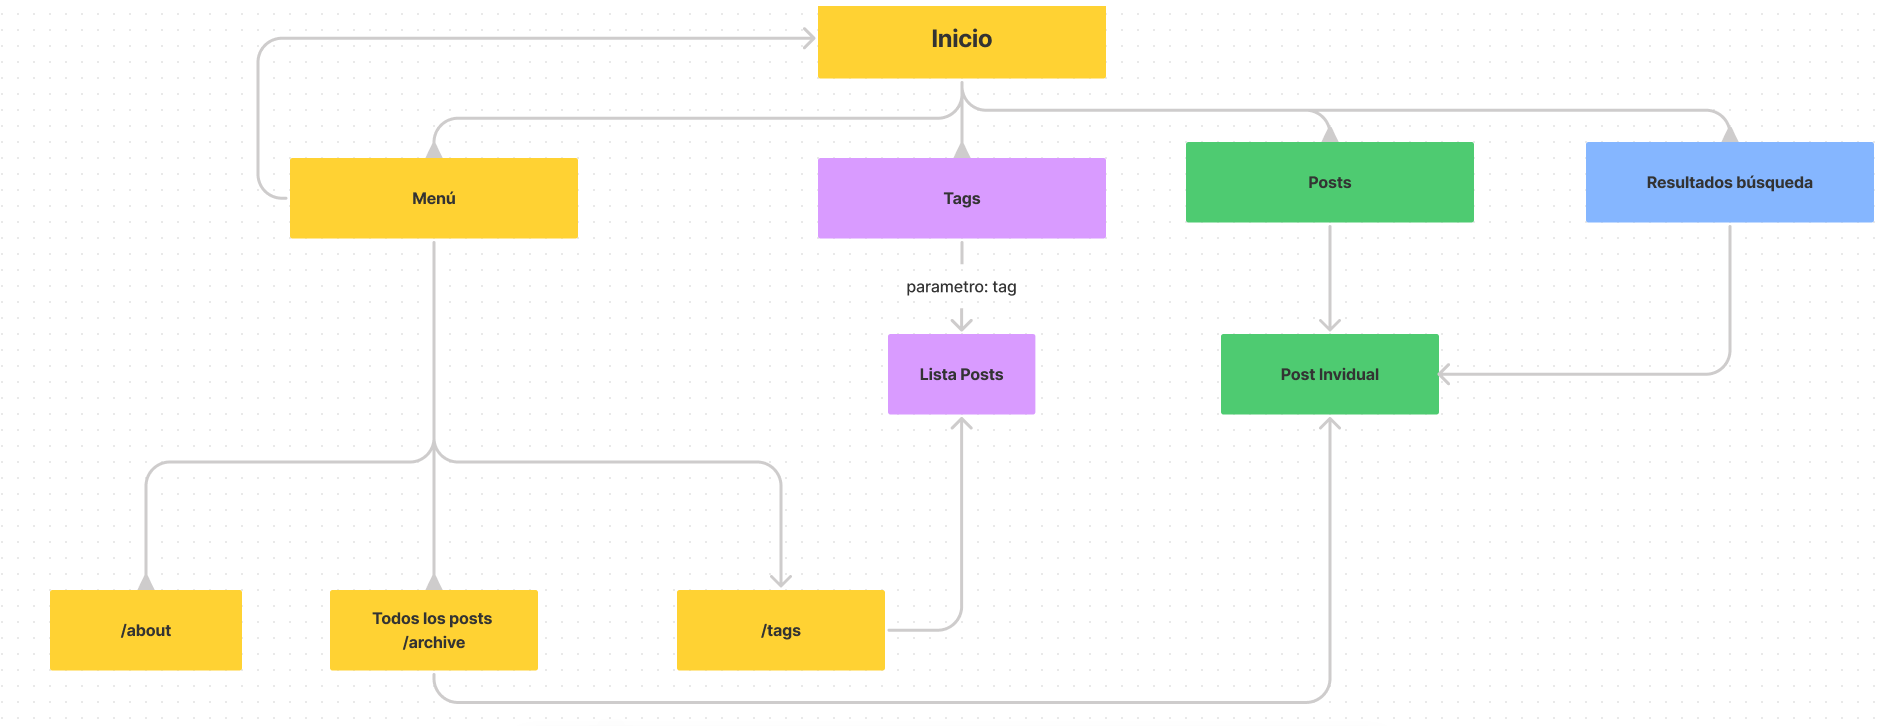 Inicio
Menú
Tags
Posts
Resultados búsqueda
parametro: tag
Lista Posts
Post Invidual
/about
Todos los posts
/archive
/tags